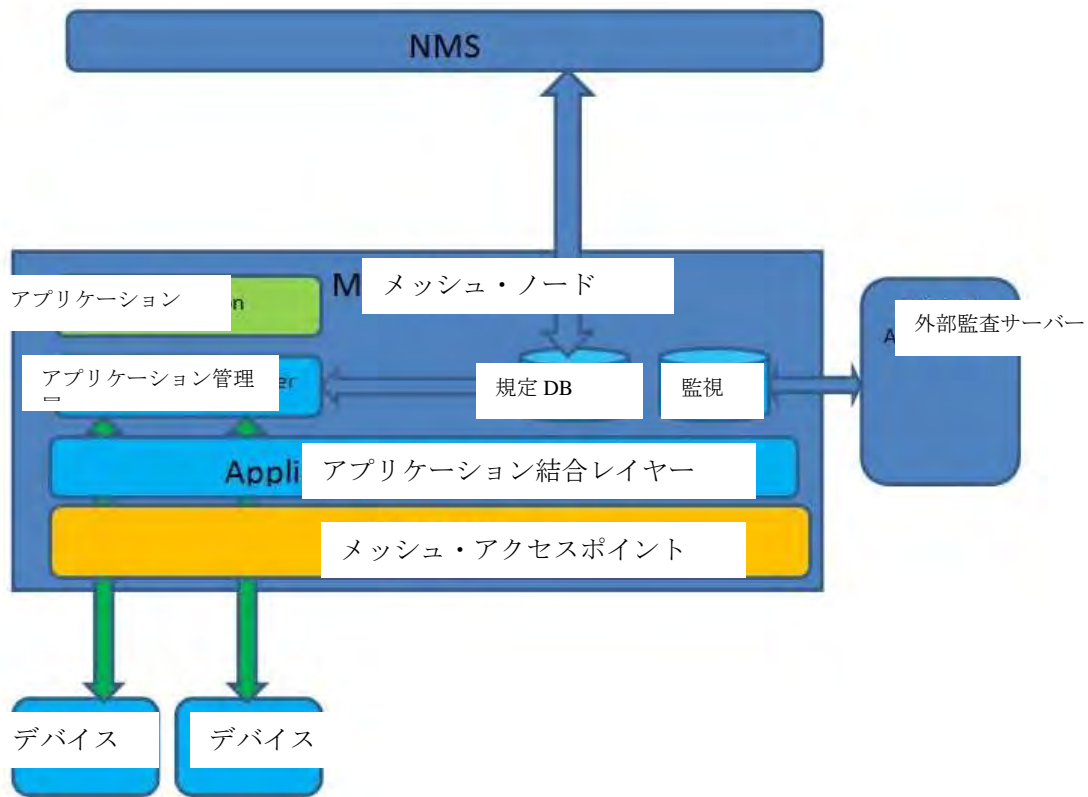 NMS
M メッシュ・ノード
アプリケーション
on
外部監査サーバー
A
アプリケーション管理
er
規定 DB
監視
Appli アプリケーション結合レイヤー
メッシュ・アクセスポイント
デバイス
デバイス